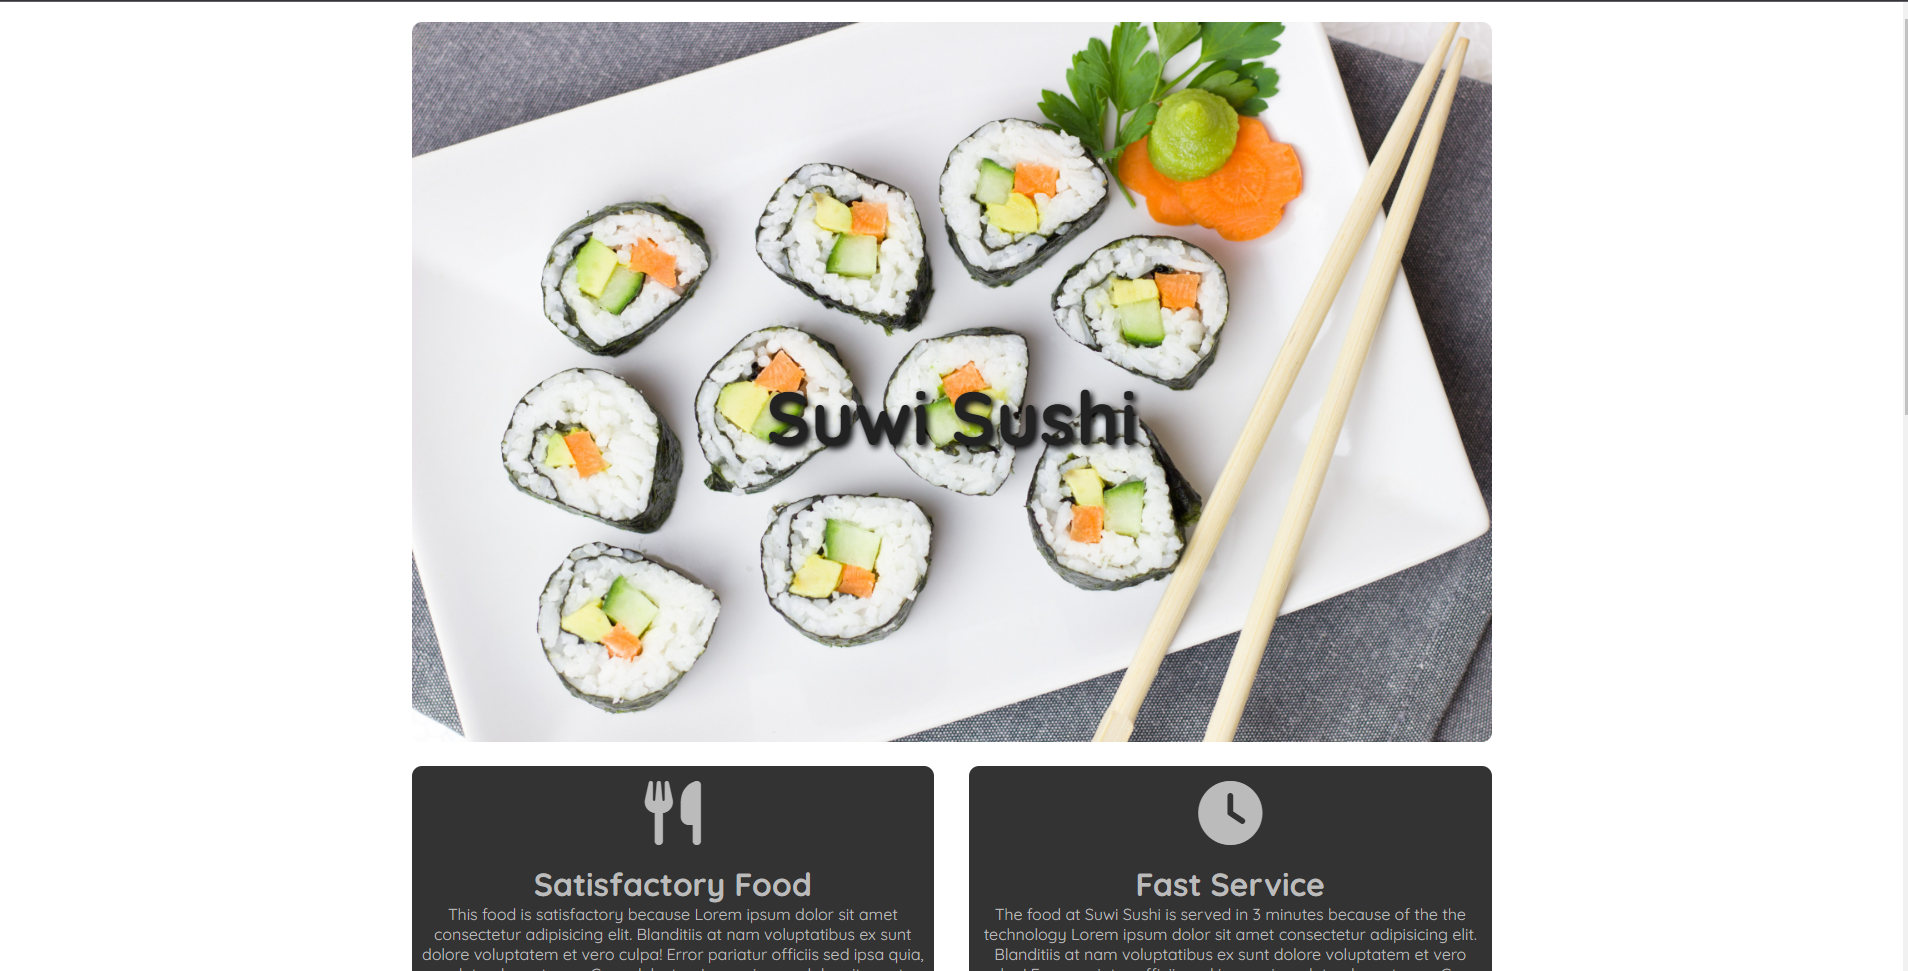 Suwi Sushi
Satisfactory Food
This food is satisfactory because Lorem ipsum dolor sit amet
consectetur adipisicing elit. Blanditiis at nam voluptatibus ex sunt
dolore voluptatem et vero culpa! Error pariatur officiis sed ipsa quia,
Fast Service
The food at Suwi Sushi is served in 3 minutes because of the the
technology Lorem ipsum dolor sit amet consectetur adipisicing elit.
Blanditiis at nam voluptatibus ex sunt dolore voluptatem et vero